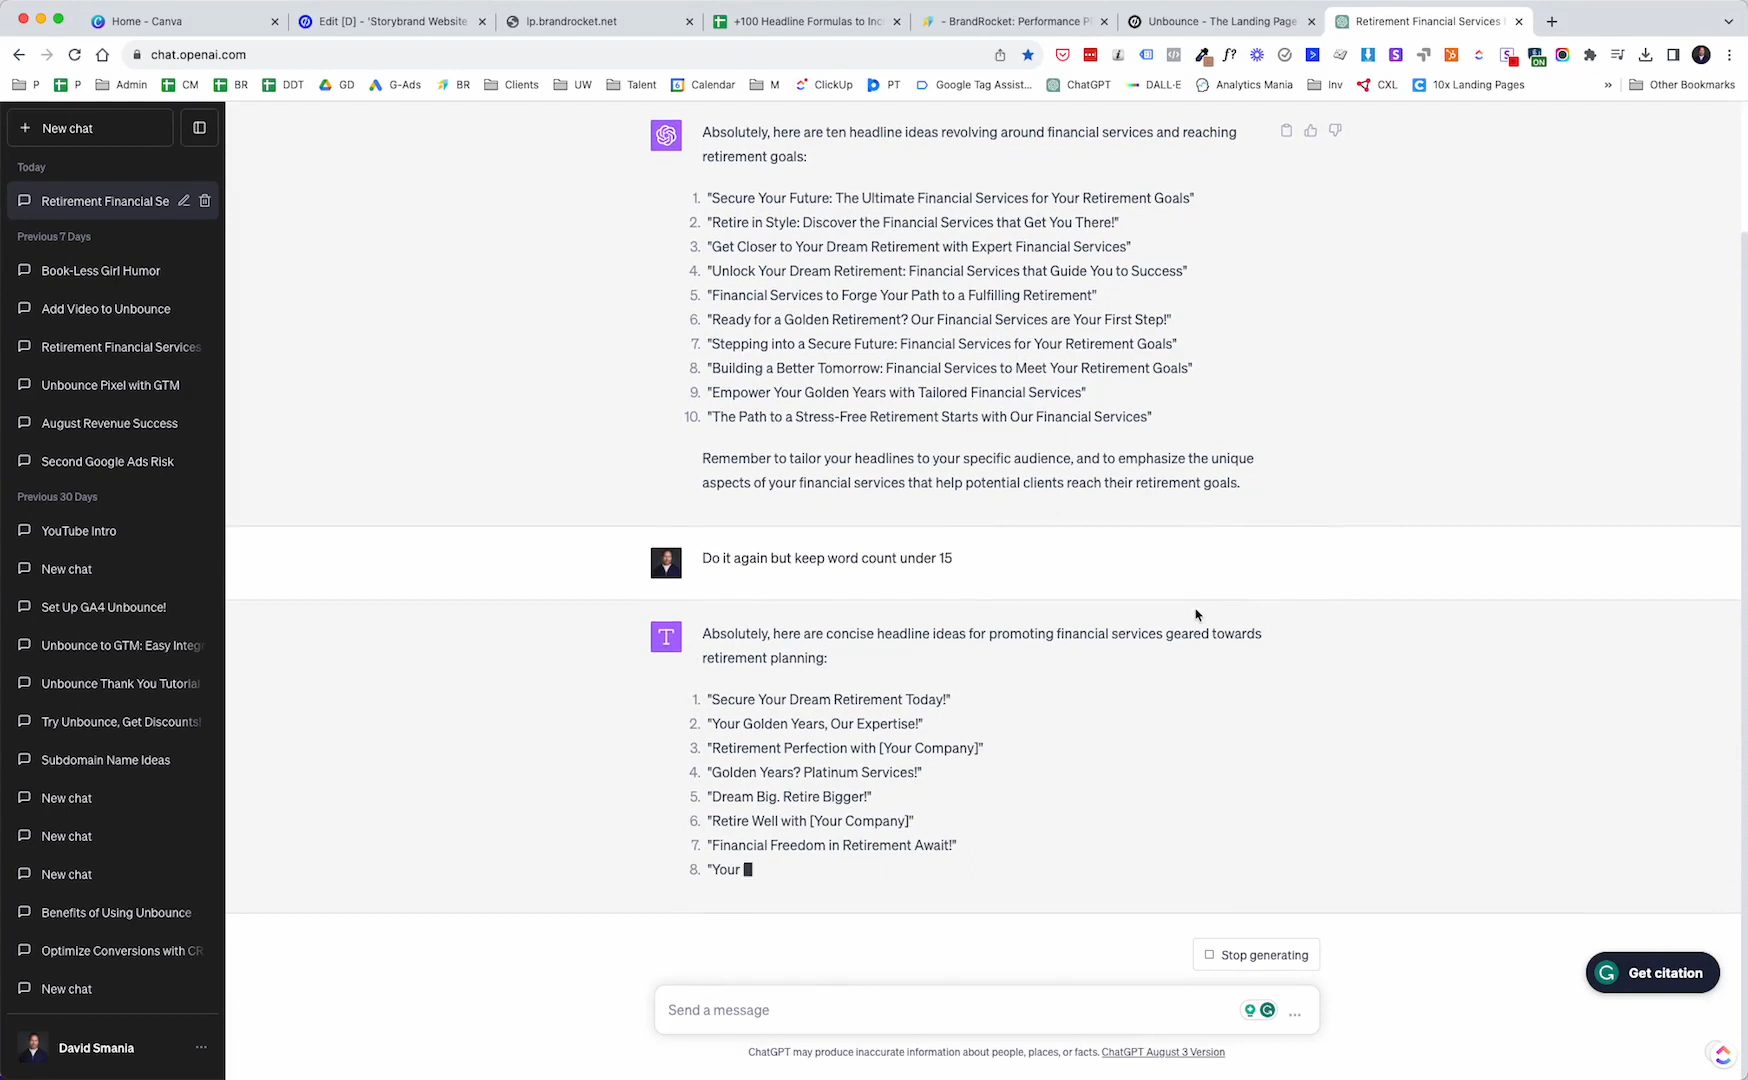 Home - Canva
Edit [D] - 'Storybrand Website
lp.brandrocket.net
+100 Headline Formulas to Inc
- BrandRocket: Performance P
Unbounce - The Landing Page
Retirement Financial Services
chat.openai.com
P
P
Admin
CM
BR
DDT
GD
G-Ads
BR
Clients
UW
Talent
Calendar
M
ClickUp
PT
Google Tag Assist...
ChatGPT
DALL·E
Analytics Mania
Inv
CXL
10x Landing Pages
»
Other Bookmarks
New chat
Today
Retirement Financial Se
Previous 7 Days
Book-Less Girl Humor
Add Video to Unbounce
Retirement Financial Services
Unbounce Pixel with GTM
August Revenue Success
Second Google Ads Risk
Previous 30 Days
YouTube Intro
New chat
Set Up GA4 Unbounce!
Unbounce to GTM: Easy Integ
Unbounce Thank You Tutorial
Try Unbounce, Get Discounts!
Subdomain Name Ideas
New chat
New chat
New chat
Benefits of Using Unbounce
Optimize Conversions with CR
New chat
David Smania
Absolutely, here are ten headline ideas revolving around financial services and reaching
retirement goals:
1. "Secure Your Future: The Ultimate Financial Services for Your Retirement Goals"
2. "Retire in Style: Discover the Financial Services that Get You There!"
3. "Get Closer to Your Dream Retirement with Expert Financial Services"
4. "Unlock Your Dream Retirement: Financial Services that Guide You to Success"
5. "Financial Services to Forge Your Path to a Fulfilling Retirement"
6. "Ready for a Golden Retirement? Our Financial Services are Your First Step!"
7. "Stepping into a Secure Future: Financial Services for Your Retirement Goals"
8. "Building a Better Tomorrow: Financial Services to Meet Your Retirement Goals"
9. "Empower Your Golden Years with Tailored Financial Services"
10. "The Path to a Stress-Free Retirement Starts with Our Financial Services"
Remember to tailor your headlines to your specific audience, and to emphasize the unique
aspects of your financial services that help potential clients reach their retirement goals.
Do it again but keep word count under 15
T
Absolutely, here are concise headline ideas for promoting financial services geared towards
retirement planning:
1. "Secure Your Dream Retirement Today!"
2. "Your Golden Years, Our Expertise!"
3. "Retirement Perfection with [Your Company]"
4. "Golden Years? Platinum Services!"
5. "Dream Big. Retire Bigger!"
6. "Retire Well with [Your Company]"
7. "Financial Freedom in Retirement Await!"
8. "Your
Stop generating
Get citation
Send a message
ChatGPT may produce inaccurate information about people, places, or facts. ChatGPT August 3 Version